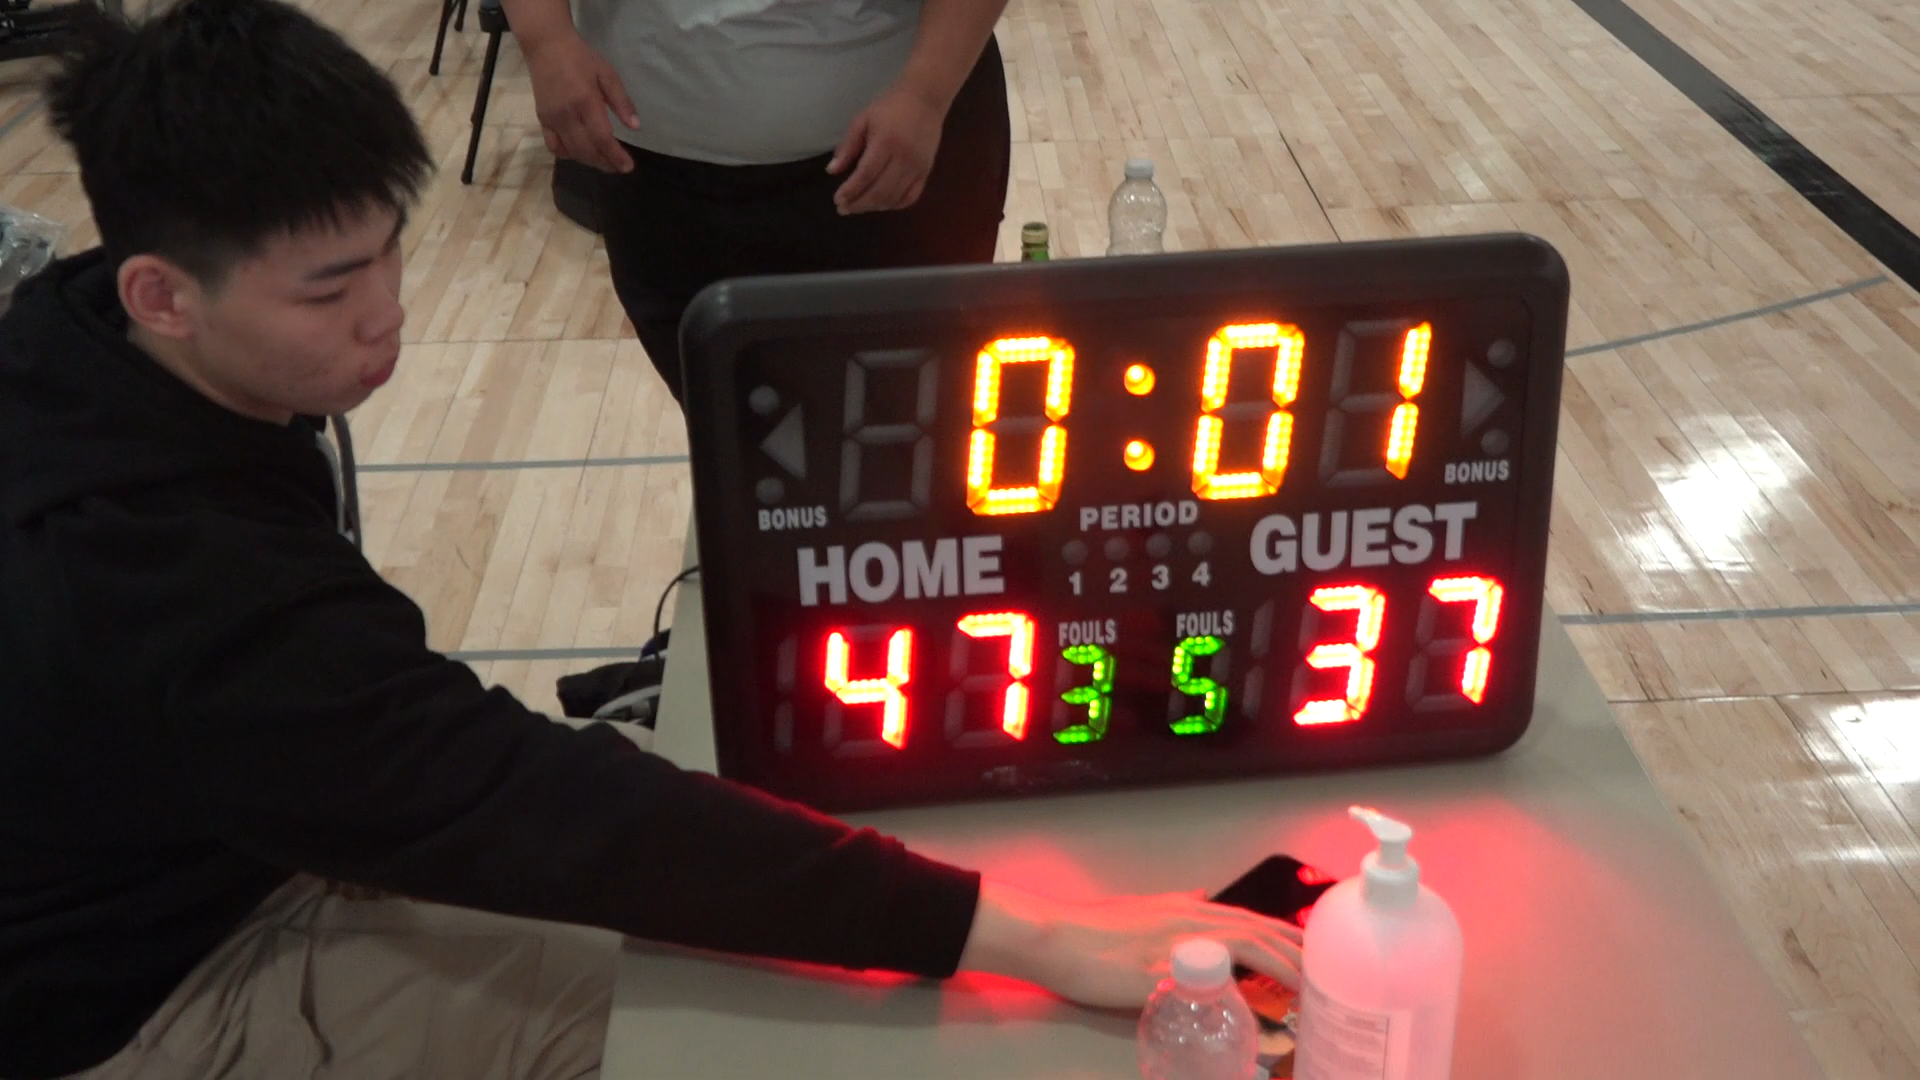 0:01
BONUS
BONUS
PERIOD
HOME
GUEST
1 2 3 4
FOULS
FOULS
47
3
5
37